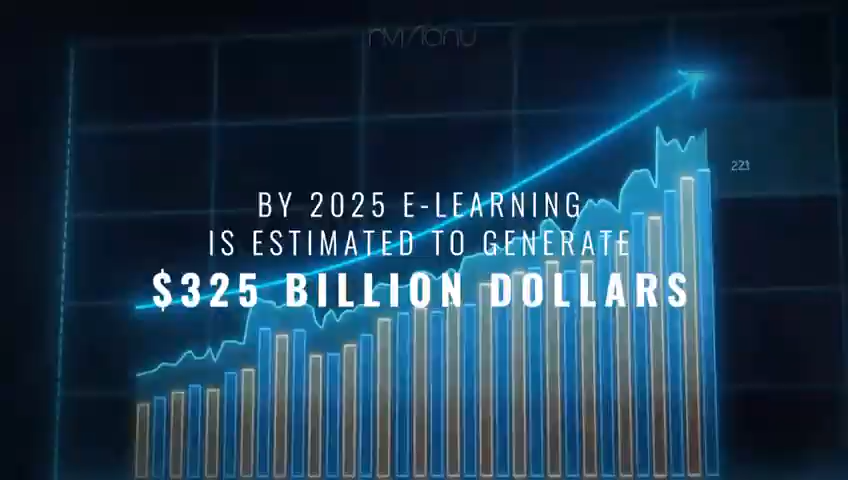 BY 2025 E-LEARNING
IS ESTIMATED TO GENERATE
$325 BILLION DOLLARS